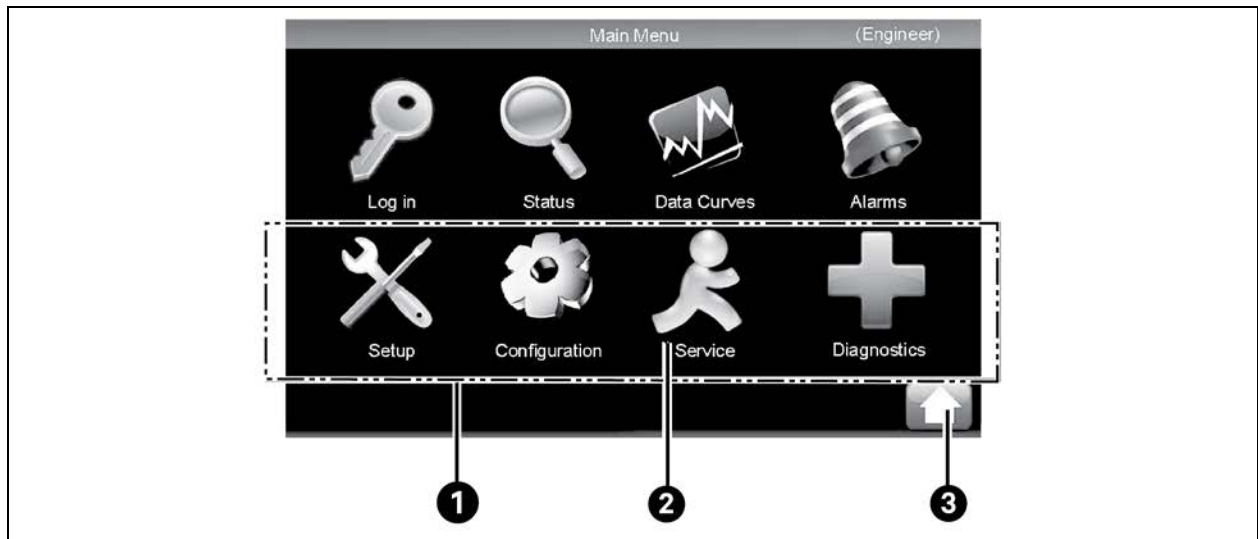 Main Menu (Engineer)
Log in Status Data Curves Alarms
Setup Configuration Service Diagnostics
1 2 3